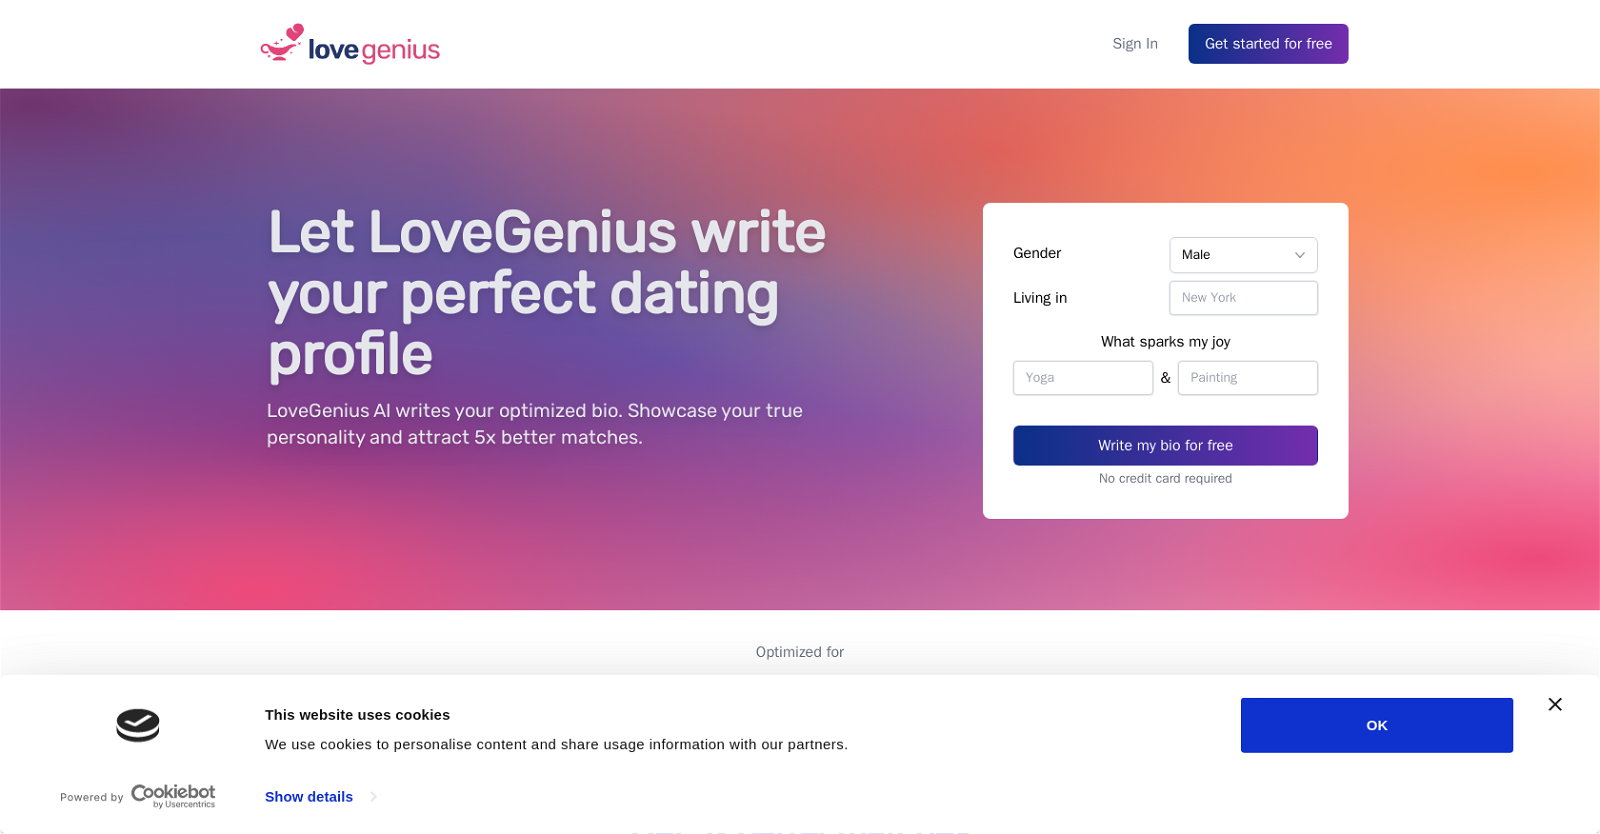 lovegenius
Sign In
Get started for free
Let LoveGenius write
your perfect dating
profile
LoveGenius AI writes your optimized bio. Showcase your true
personality and attract 5x better matches.
Gender
Male
Living in
New York
What sparks my joy
Yoga
&
Painting
Write my bio for free
No credit card required
Optimized for
This website uses cookies
We use cookies to personalise content and share usage information with our partners.
OK
Powered by
Cookiebot
by Usercentrics
Show details